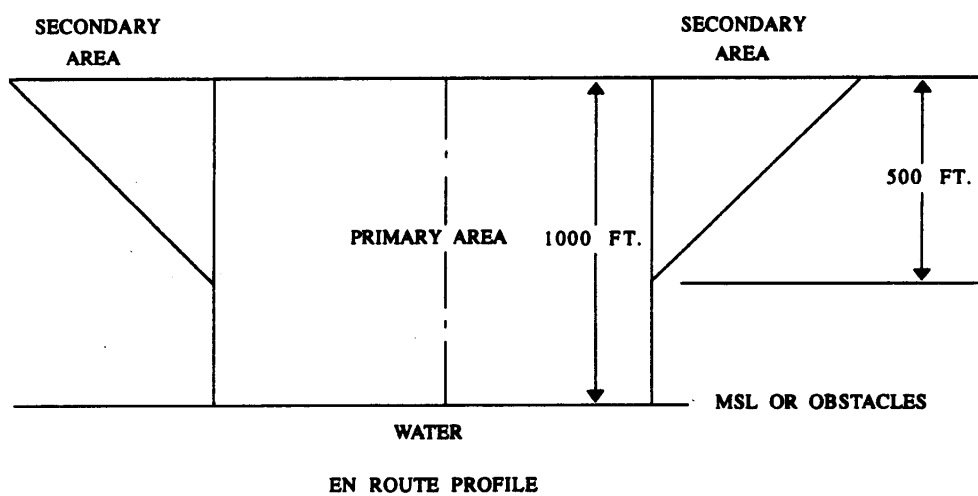 SECONDARY
AREA
SECONDARY
AREA
500 FT.
PRIMARY AREA
1000 FT.
MSL OR OBSTACLES
WATER
EN ROUTE PROFILE